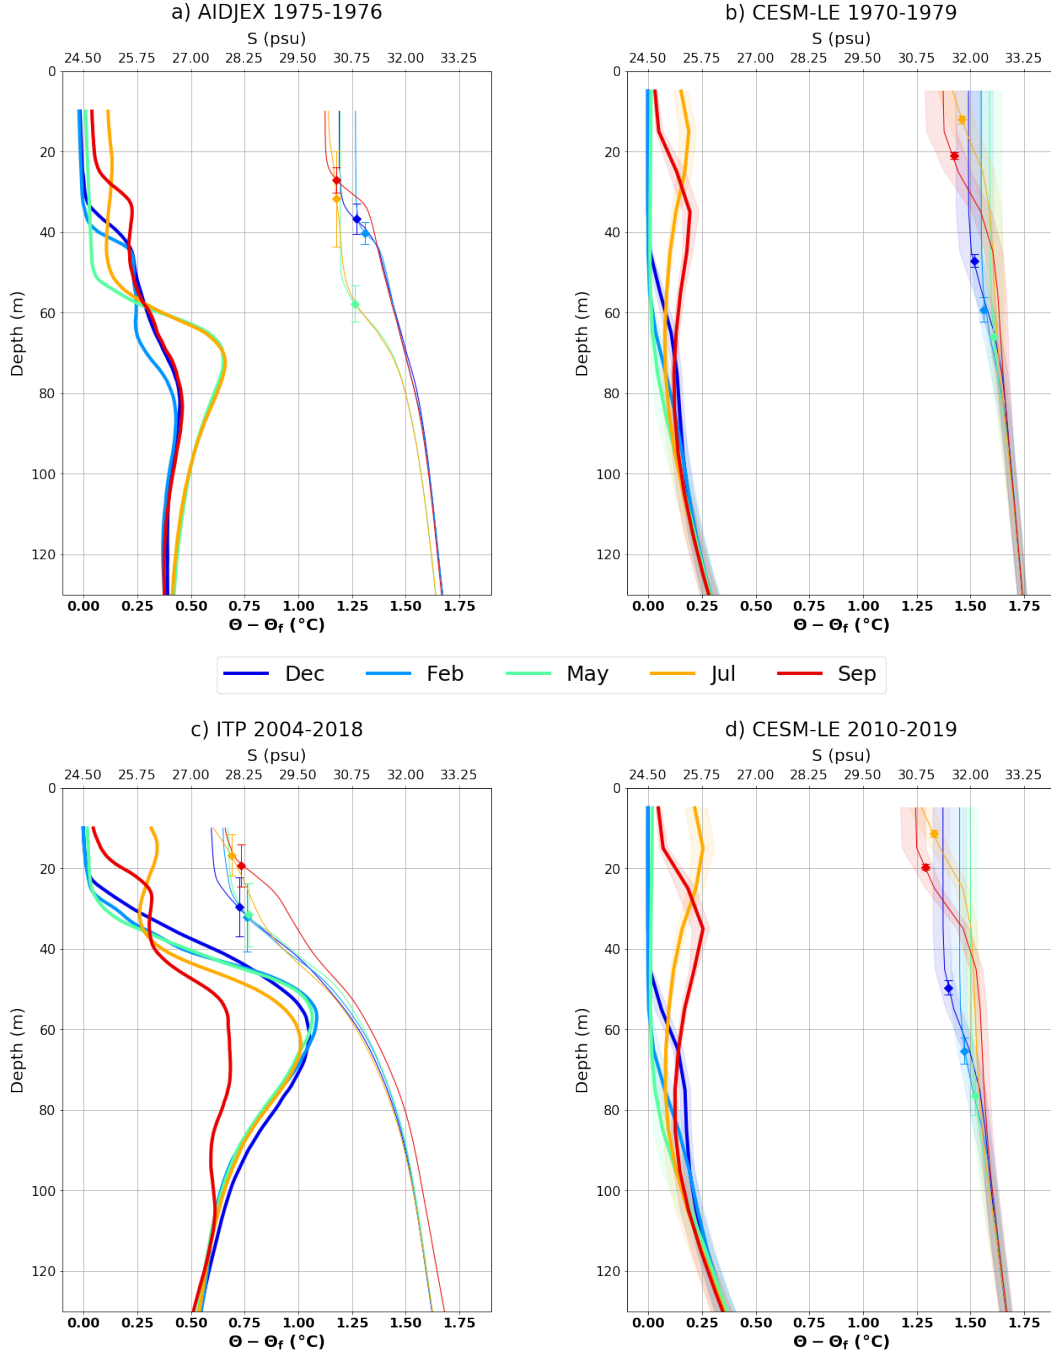 a) AIDJEX 1975-1976
S (psu)
24.50 25.75 27.00 28.25 29.50 30.75 32.00 33.25
0
20
40
60
80
100
120
Depth (m)
0.00 0.25 0.50 0.75 1.00 1.25 1.50 1.75
Θ − Θf (°C)
b) CESM-LE 1970-1979
S (psu)
24.50 25.75 27.00 28.25 29.50 30.75 32.00 33.25
0
20
40
60
80
100
120
Depth (m)
0.00 0.25 0.50 0.75 1.00 1.25 1.50 1.75
Θ − Θf (°C)
Dec Feb May Jul Sep
c) ITP 2004-2018
S (psu)
24.50 25.75 27.00 28.25 29.50 30.75 32.00 33.25
0
20
40
60
80
100
120
Depth (m)
0.00 0.25 0.50 0.75 1.00 1.25 1.50 1.75
Θ − Θf (°C)
d) CESM-LE 2010-2019
S (psu)
24.50 25.75 27.00 28.25 29.50 30.75 32.00 33.25
0
20
40
60
80
100
120
Depth (m)
0.00 0.25 0.50 0.75 1.00 1.25 1.50 1.75
Θ − Θf (°C)